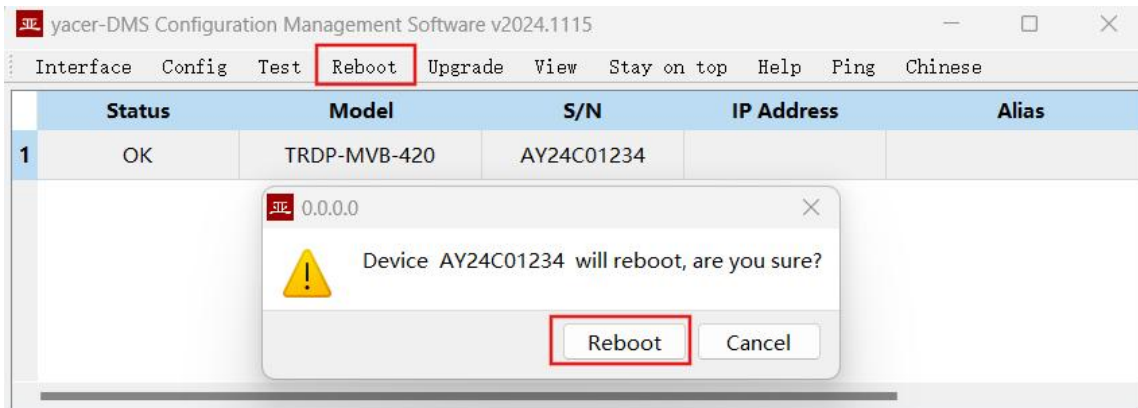 亚 yacer-DMS Configuration Management Software v2024.1115
Interface Config Test Reboot Upgrade View Stay on top Help Ping Chinese
Status Model S/N IP Address Alias
1 OK TRDP-MVB-420 AY24C01234
亚 0.0.0.0
Device AY24C01234 will reboot, are you sure?
Reboot Cancel